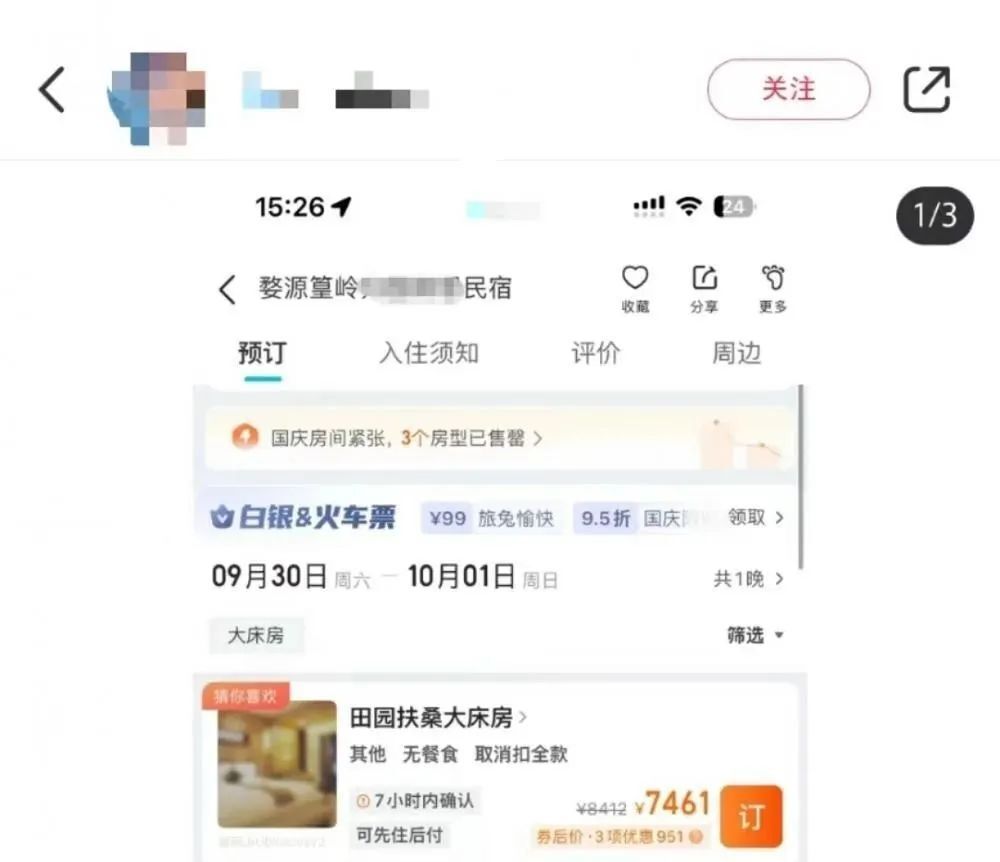 关注
15:26
24
1/3
婺源篁岭
民宿
收藏 分享 更多
预订 入住须知 评价 周边
国庆房间紧张, 3个房型已售罄 >
白银&火车票 ¥99 旅兔愉快 9.5折 国庆 领取 >
09月30日 周六 — 10月01日 周日 共1晚 >
大床房 筛选
猜你喜欢
田园扶桑大床房 >
其他 无餐食 取消扣全款
7小时内确认
¥8412 ¥7461
订
可先住后付
券后价·3项优惠951